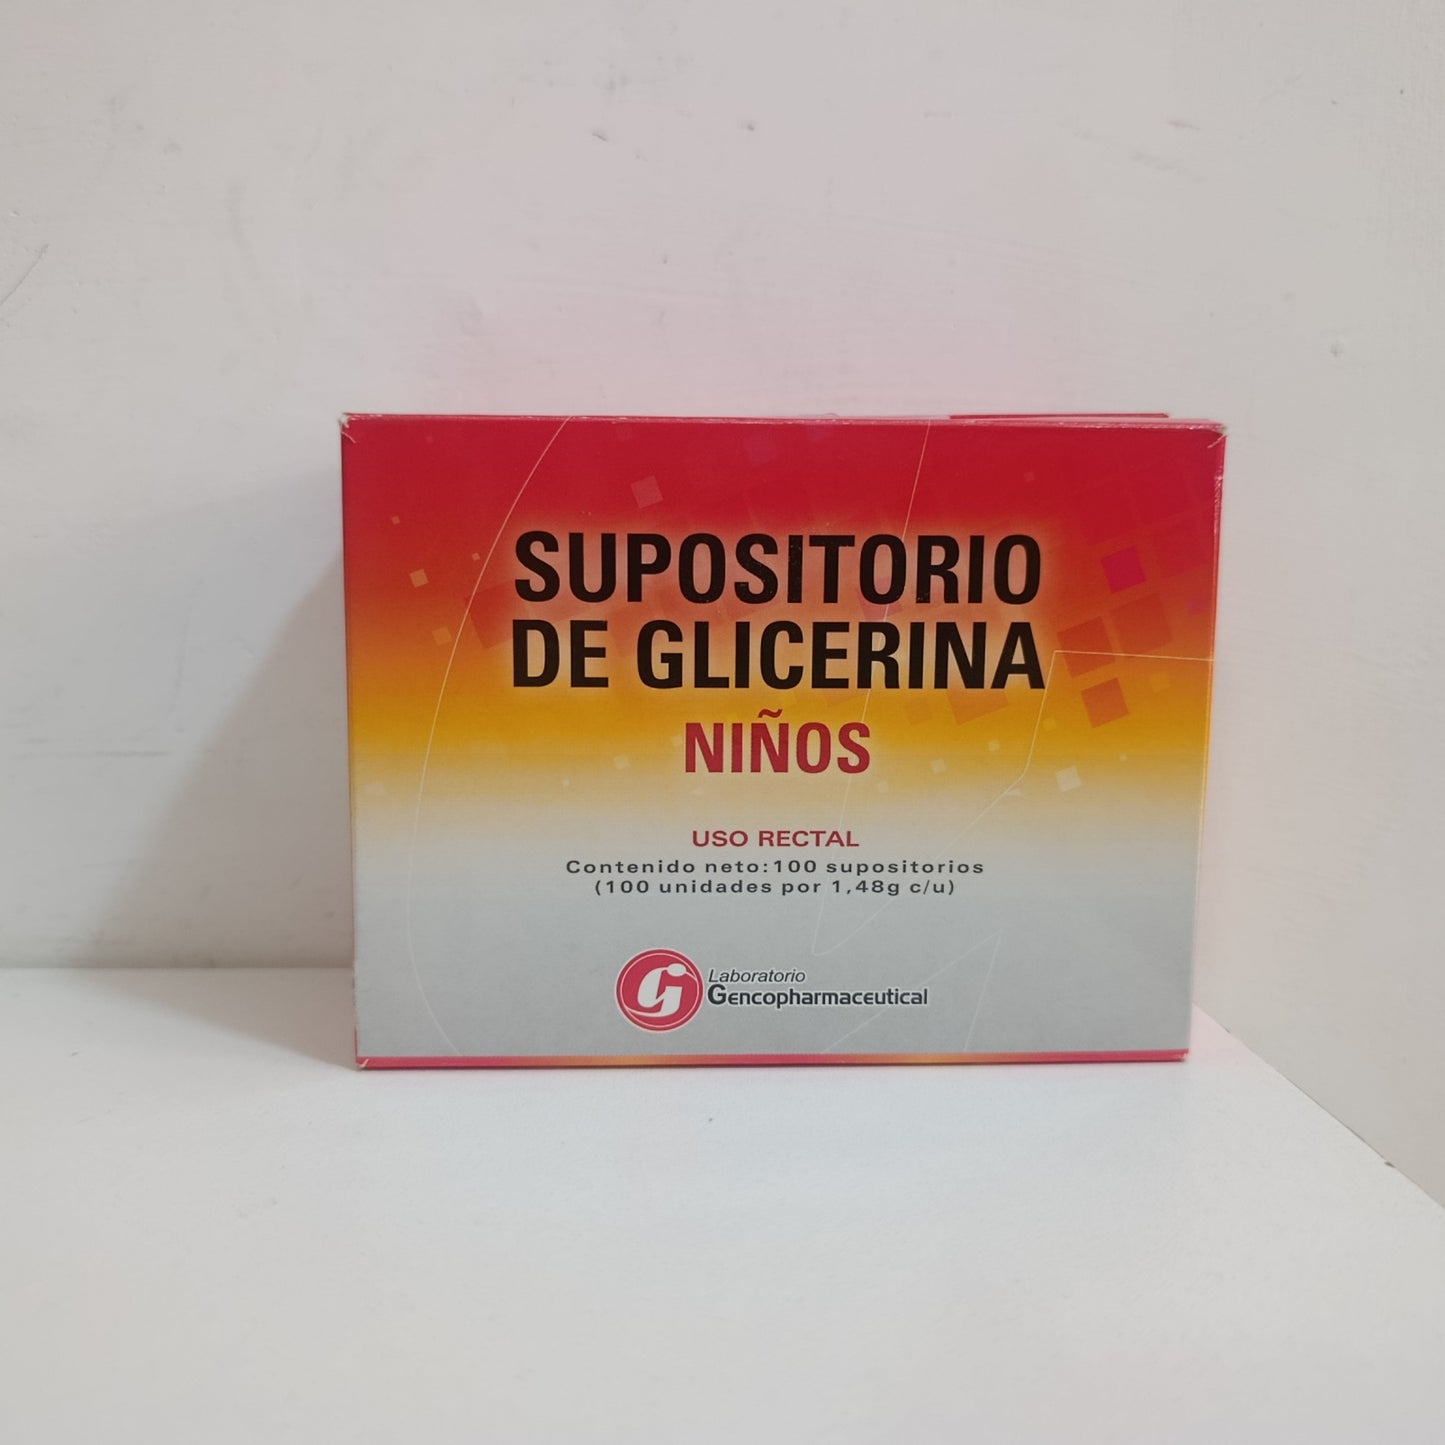 SUPOSITORIO
DE GLICERINA
NIÑOS
USO RECTAL
Contenido neto:100 supositorios
(100 unidades por 1,48g c/u)
Laboratorio
Gencopharmaceutical